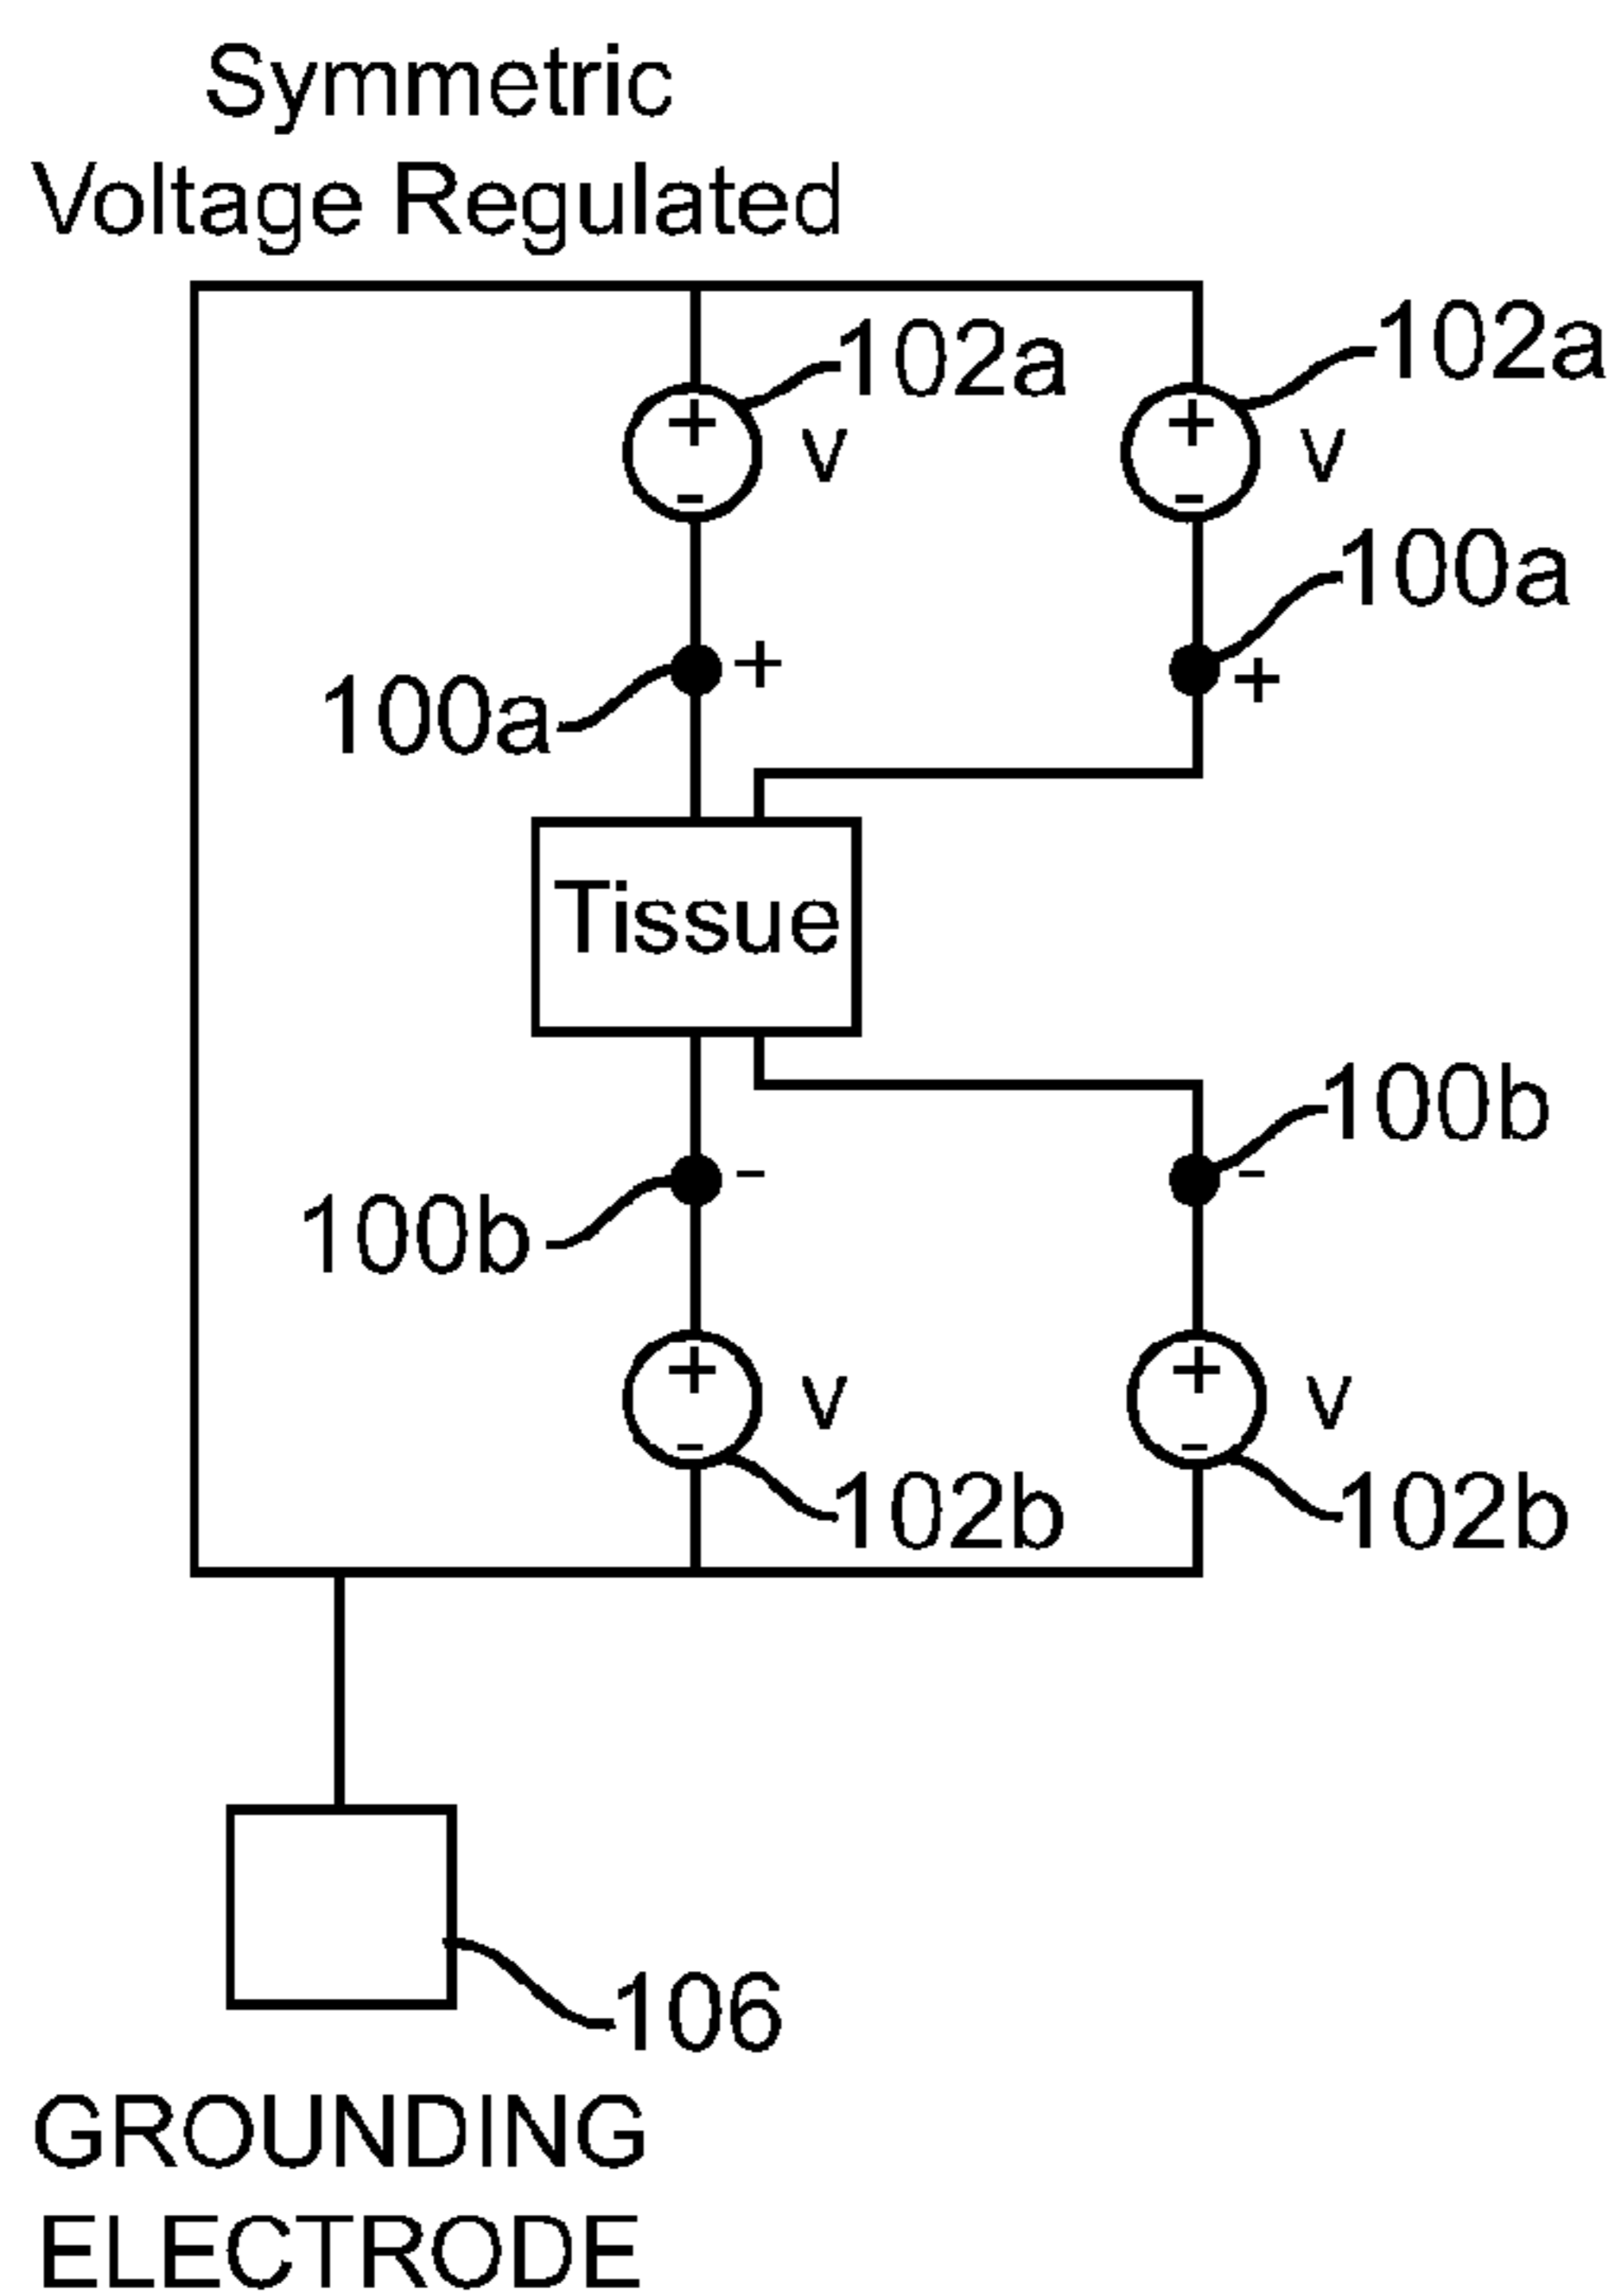 Symmetric
Voltage Regulated
102a
102a
+
v
-
+
v
-
100a
+
100a
+
Tissue
100b
-
100b
-
+
v
-
+
v
-
102b
102b
106
GROUNDING
ELECTRODE